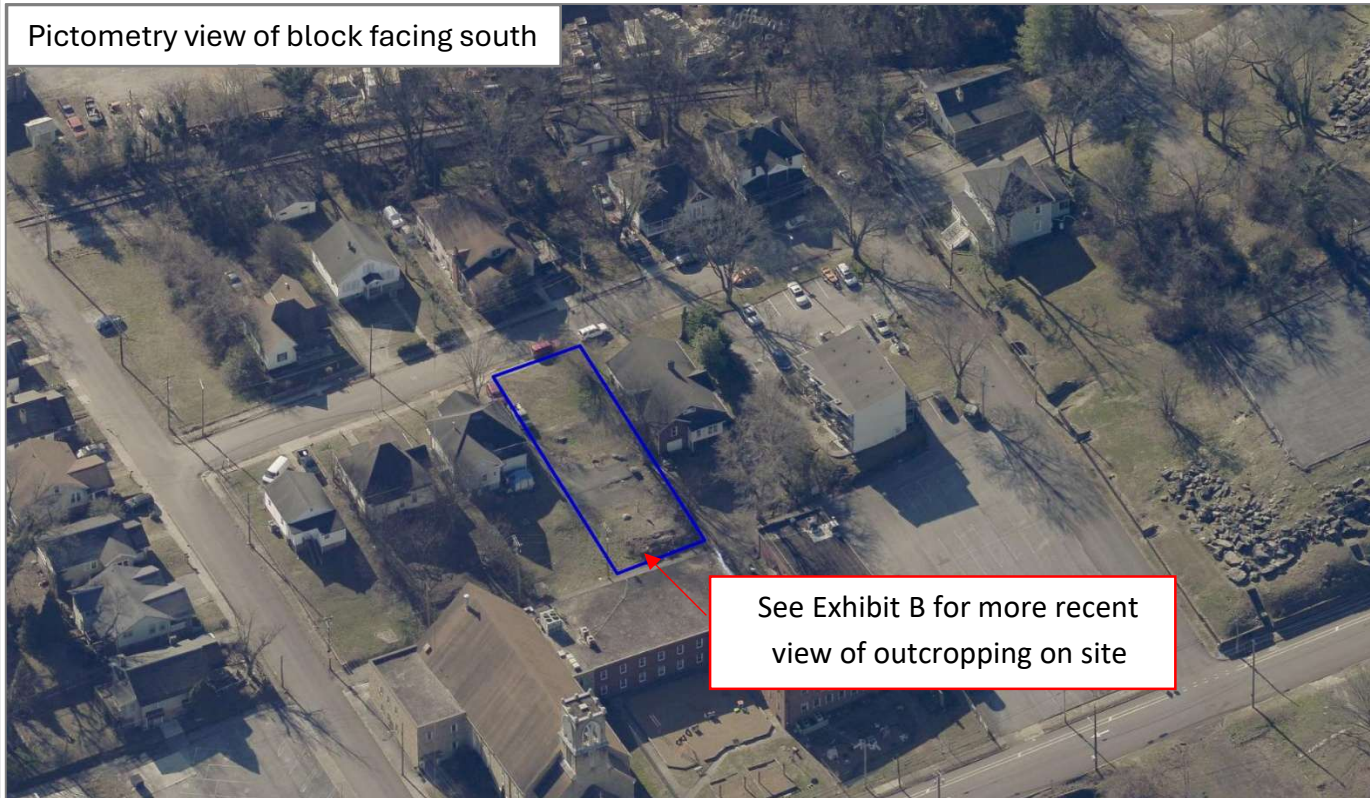 Pictometry view of block facing south
See Exhibit B for more recent
view of outcropping on site